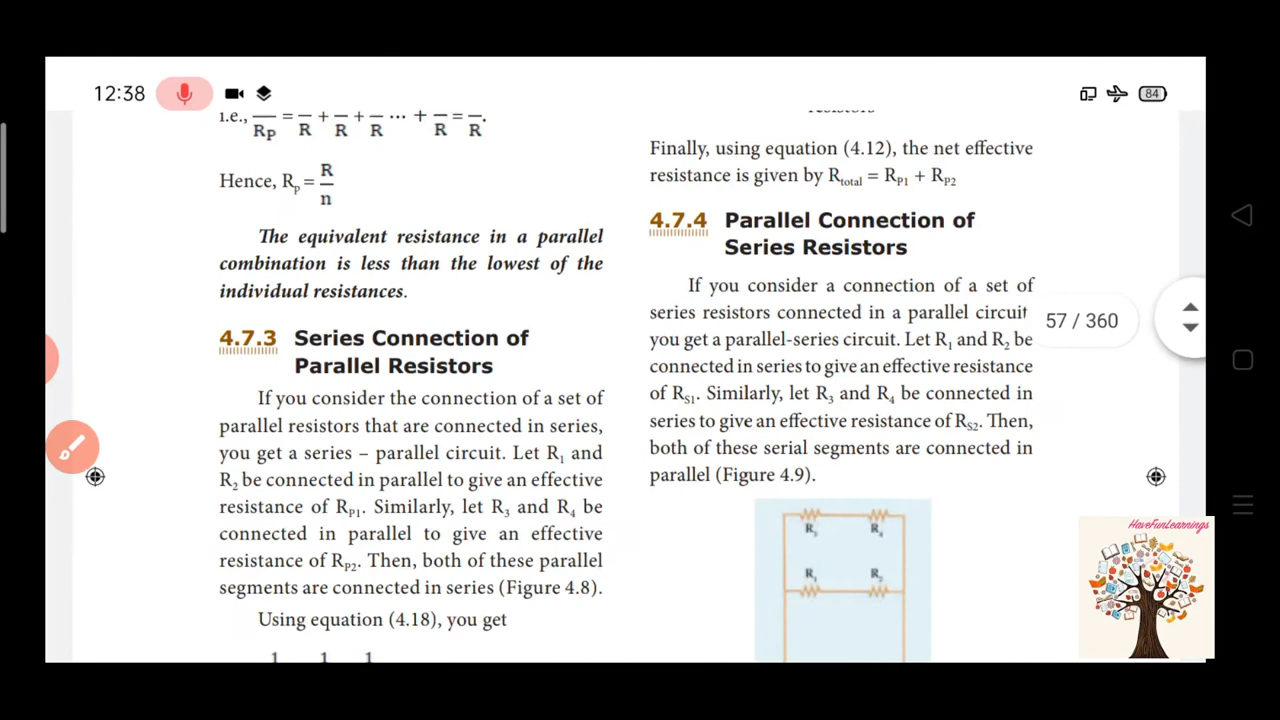 12:38
84
i.e., — = — + — + — ... + — = —.
Rp R R R R R
Hence, Rp = R/n
The equivalent resistance in a parallel
combination is less than the lowest of the
individual resistances.
4.7.3 Series Connection of
Parallel Resistors
If you consider the connection of a set of
parallel resistors that are connected in series,
you get a series – parallel circuit. Let R1 and
R2 be connected in parallel to give an effective
resistance of RP1. Similarly, let R3 and R4 be
connected in parallel to give an effective
resistance of RP2. Then, both of these parallel
segments are connected in series (Figure 4.8).
Using equation (4.18), you get
1 1 1
Finally, using equation (4.12), the net effective
resistance is given by Rtotal = RP1 + RP2
4.7.4 Parallel Connection of
Series Resistors
If you consider a connection of a set of
series resistors connected in a parallel circuit
you get a parallel-series circuit. Let R1 and R2 be
connected in series to give an effective resistance
of RS1. Similarly, let R3 and R4 be connected in
series to give an effective resistance of RS2. Then,
both of these serial segments are connected in
parallel (Figure 4.9).
R3 R4
R1 R2
57 / 360
HaveFunLearnings